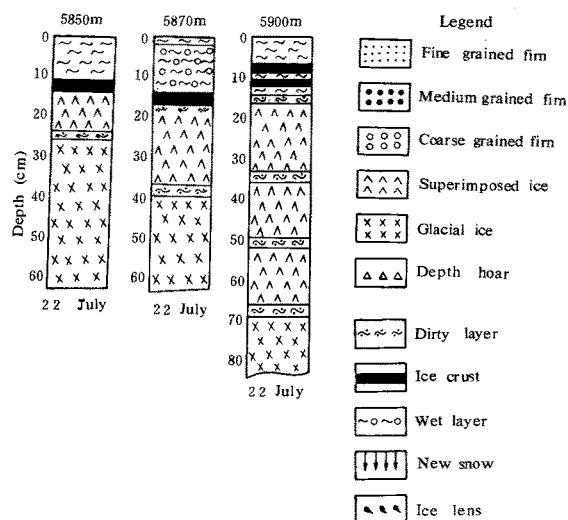 5850m 5870m 5900m
0 0 0
10 10 10
20 20 20
30 30 30
40 40 40
50 50 50
60 60 60
70
80
Depth (cm)
22 July 22 July 22 July
Legend
Fine grained firn
Medium grained firn
Coarse grained firn
Superimposed ice
Glacial ice
Depth hoar
Dirty layer
Ice crust
Wet layer
New snow
Ice lens